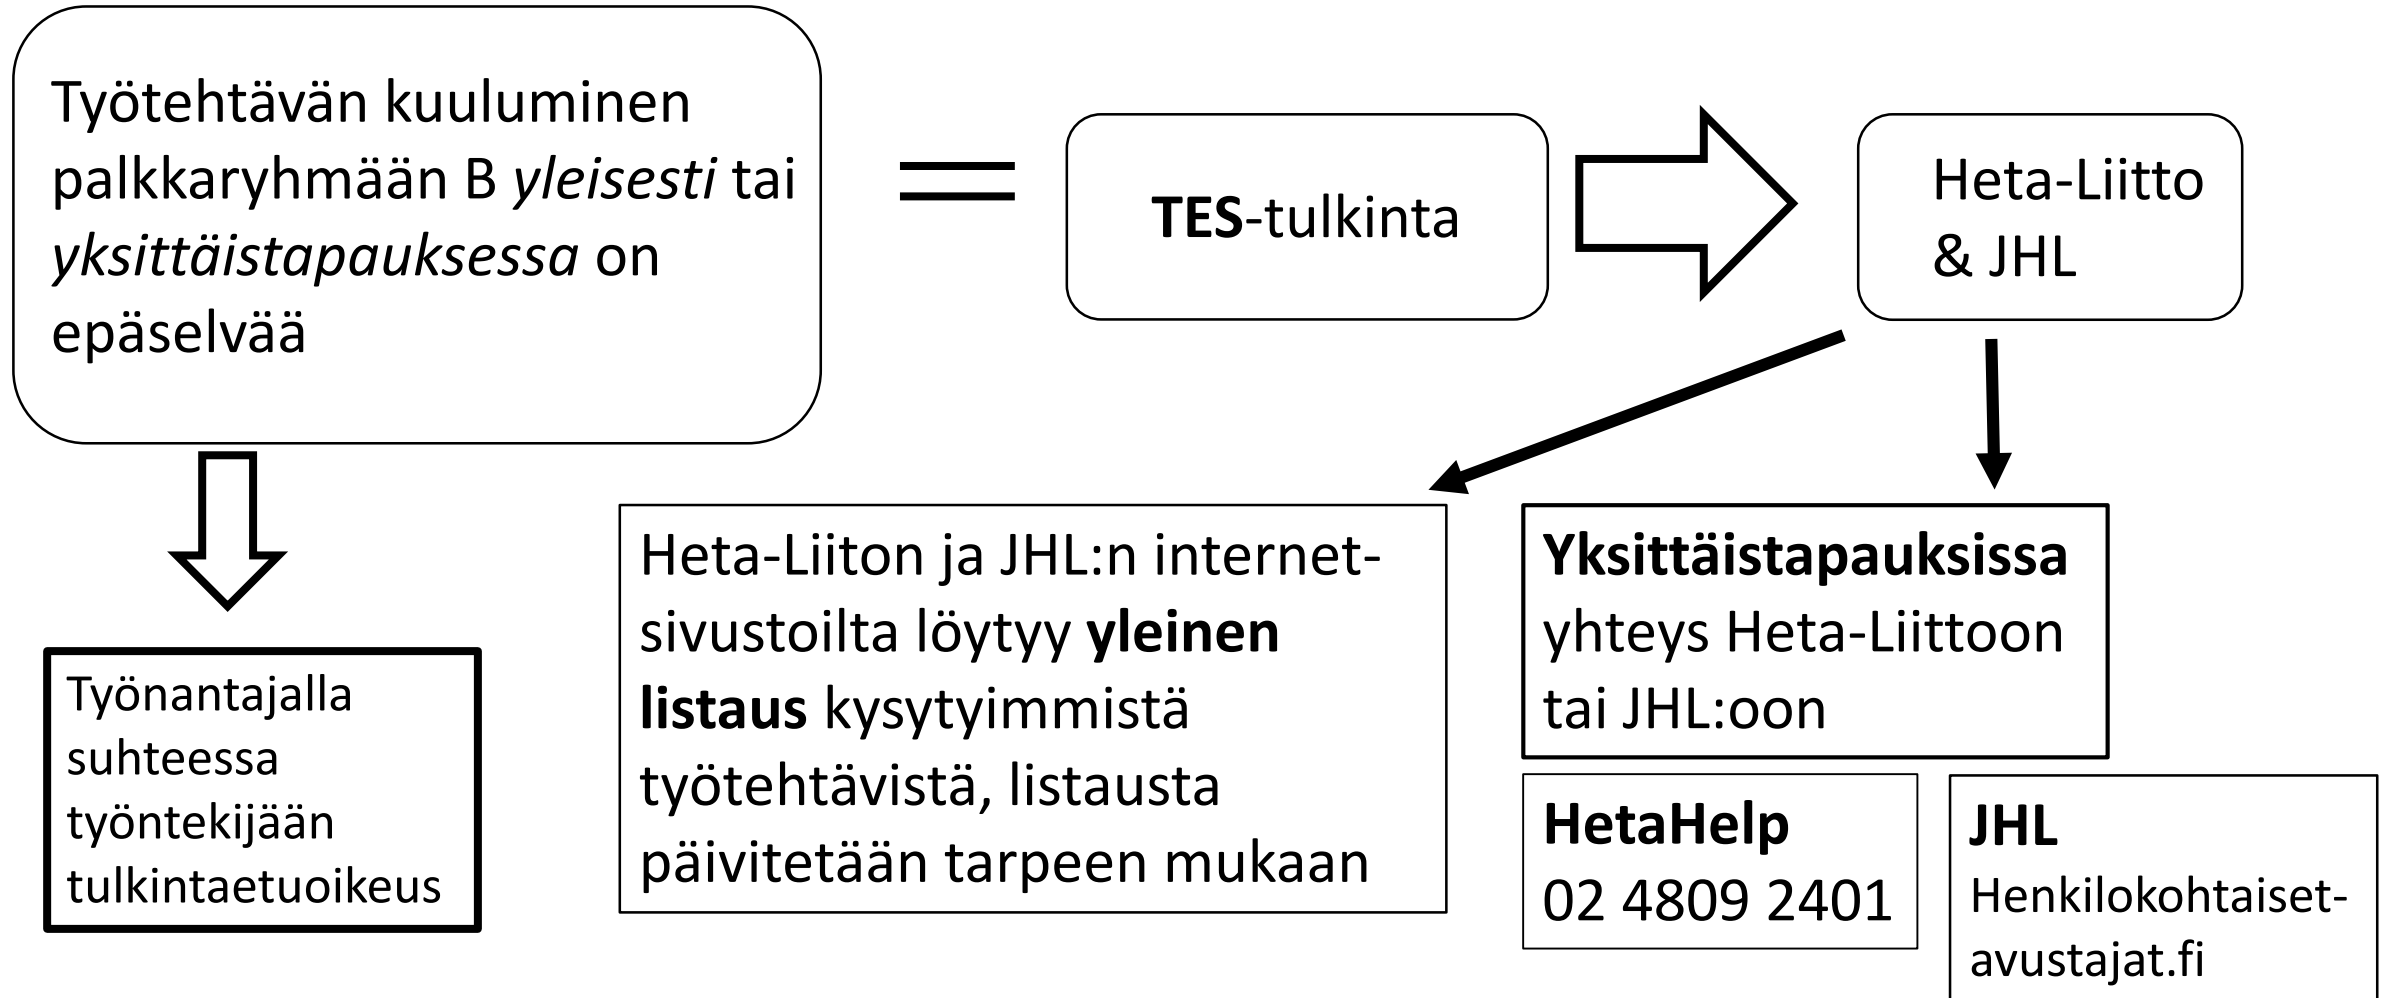 Työtehtävän kuuluminen
palkkaryhmään B yleisesti tai
yksittäistapauksessa on
epäselvää
TES-tulkinta
Heta-Liitto
& JHL
Työnantajalla
suhteessa
työntekijään
tulkintaetuoikeus
Heta-Liiton ja JHL:n internet-
sivustoilta löytyy yleinen
listaus kysytyimmistä
työtehtävistä, listausta
päivitetään tarpeen mukaan
Yksittäistapauksissa
yhteys Heta-Liittoon
tai JHL:oon
HetaHelp
02 4809 2401
JHL
Henkilokohtaiset-
avustajat.fi